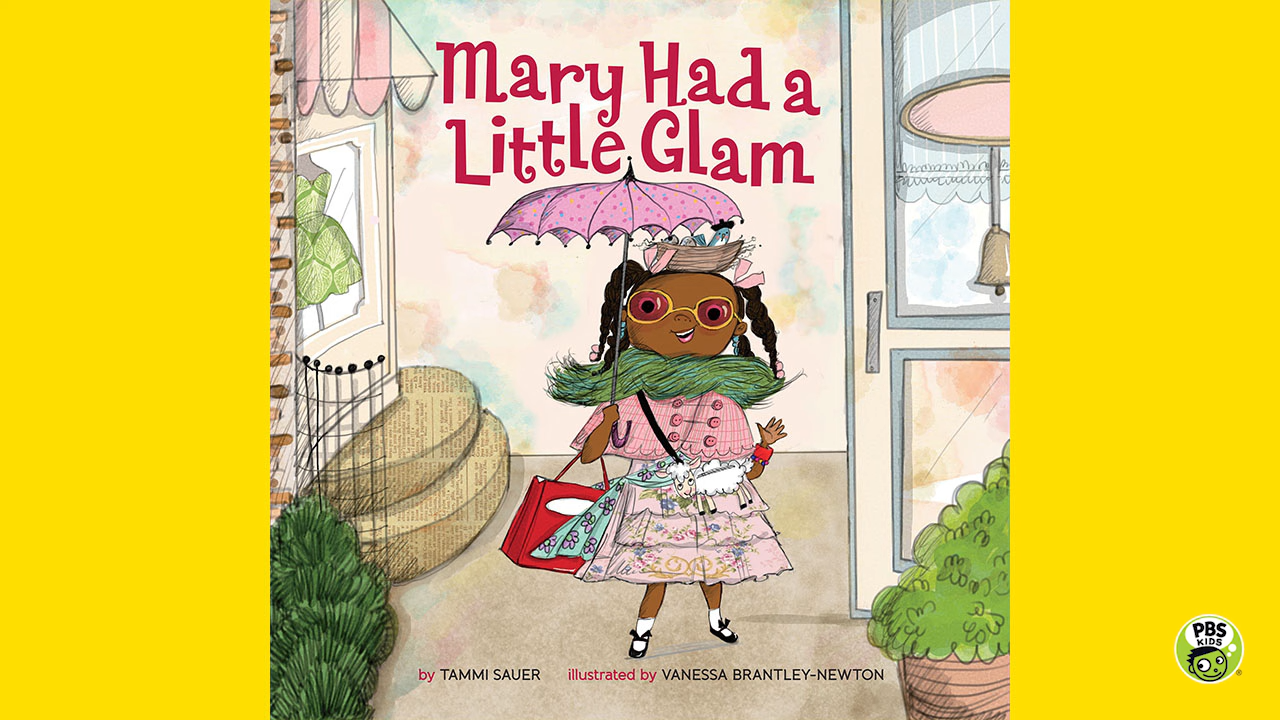 Mary Had a
Little Glam
by TAMMI SAUER illustrated by VANESSA BRANTLEY-NEWTON
PBS
KIDS
®